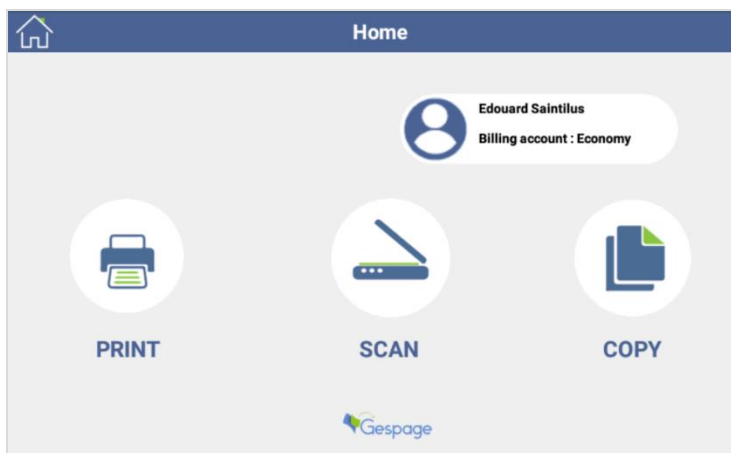 Home
Edouard Saintilus
Billing account : Economy
PRINT
SCAN
COPY
Gespage